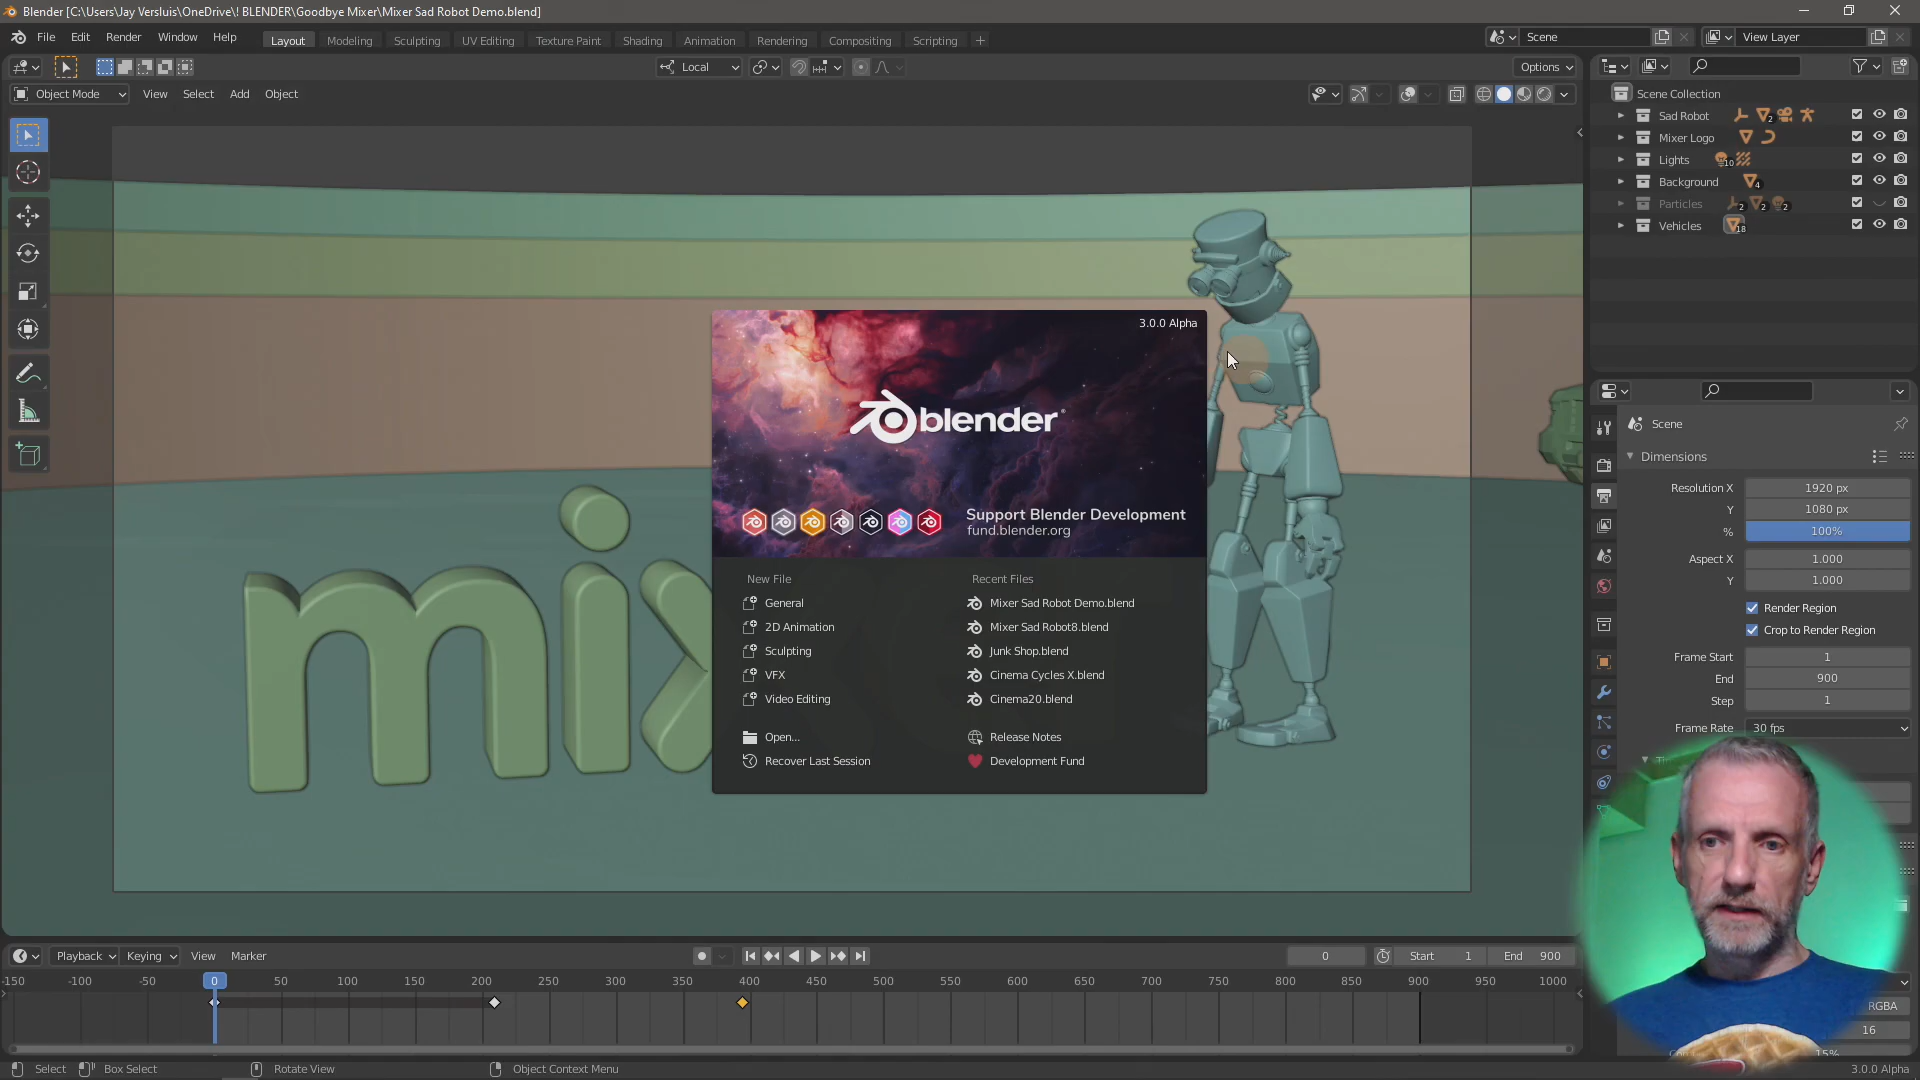 Blender [C:\Users\Jay Versluis\OneDrive\! BLENDER\Goodbye Mixer\Mixer Sad Robot Demo.blend]
File Edit Render Window Help
Layout Modeling Sculpting UV Editing Texture Paint Shading Animation Rendering Compositing Scripting +
Scene
View Layer
Local
Options
Object Mode View Select Add Object
Scene Collection
Sad Robot 2
Mixer Logo
Lights 10
Background 4
Particles 2 2 2
Vehicles 18
3.0.0 Alpha
blender
Support Blender Development
fund.blender.org
New File
General
2D Animation
Sculpting
VFX
Video Editing
Open...
Recover Last Session
Recent Files
Mixer Sad Robot Demo.blend
Mixer Sad Robot8.blend
Junk Shop.blend
Cinema Cycles X.blend
Cinema20.blend
Release Notes
Development Fund
mix
Scene
Dimensions
Resolution X 1920 px
Y 1080 px
% 100%
Aspect X 1.000
Y 1.000
Render Region
Crop to Render Region
Frame Start 1
End 900
Step 1
Frame Rate 30 fps
RGBA
16
15%
Playback Keying View Marker
0 Start 1 End 900
-150 -100 -50 0 50 100 150 200 250 300 350 400 450 500 550 600 650 700 750 800 850 900 950 1000
Select Box Select Rotate View Object Context Menu
3.0.0 Alpha